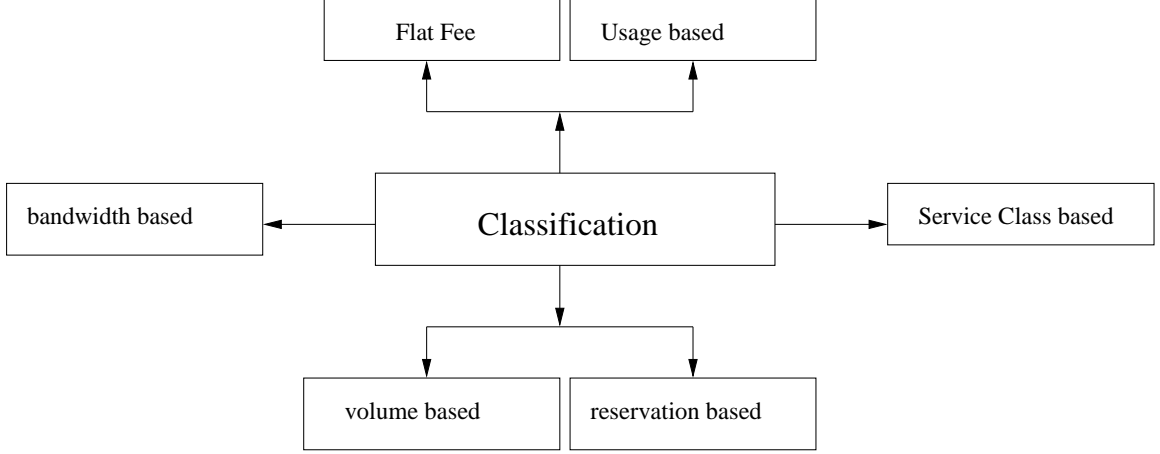 Flat Fee
Usage based
bandwidth based
Classification
Service Class based
volume based
reservation based